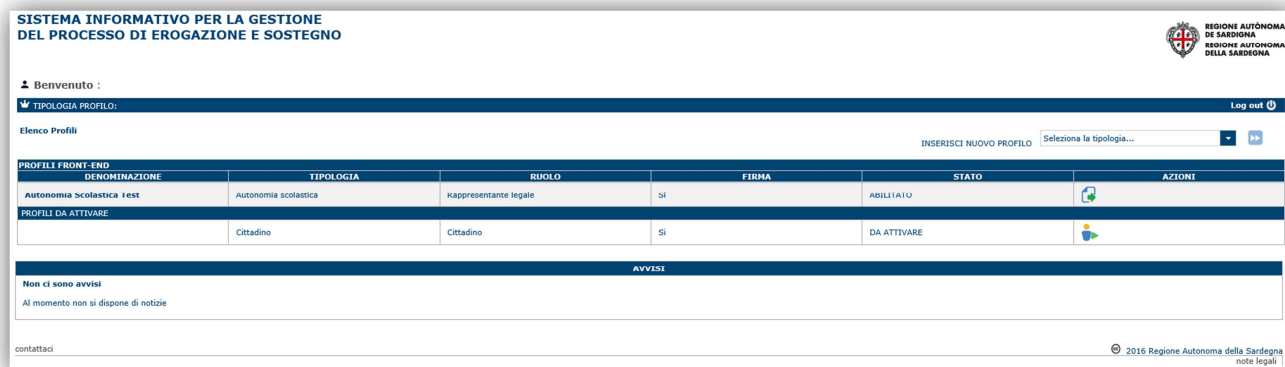 SISTEMA INFORMATIVO PER LA GESTIONE
DEL PROCESSO DI EROGAZIONE E SOSTEGNO
REGIONE AUTÒNOMA
DE SARDIGNA
REGIONE AUTONOMA
DELLA SARDEGNA
Benvenuto :
TIPOLOGIA PROFILO: Log out
Elenco Profili
INSERISCI NUOVO PROFILO Seleziona la tipologia...
PROFILI FRONT-END
DENOMINAZIONE TIPOLOGIA RUOLO FIRMA STATO AZIONI
Autonomia Scolastica Test Autonomia scolastica Rappresentante legale Si ABILITATO
PROFILI DA ATTIVARE
Cittadino Cittadino Si DA ATTIVARE
AVVISI
Non ci sono avvisi
Al momento non si dispone di notizie
contattaci
2016 Regione Autonoma della Sardegna
note legali